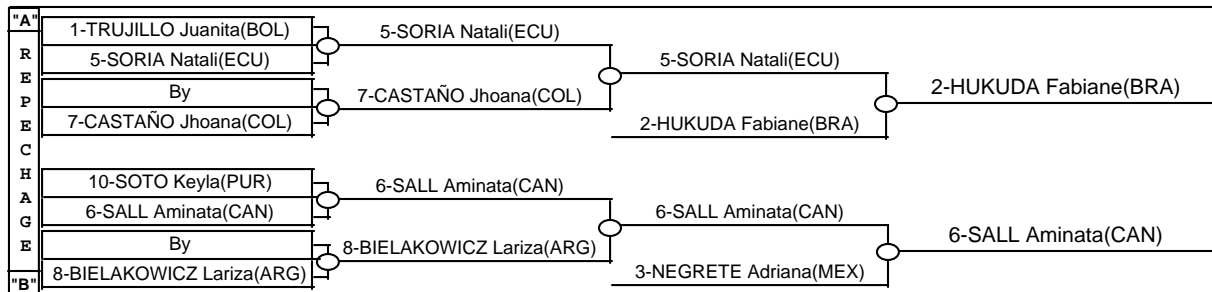 "A"
REPECHAGE
"B"
1-TRUJILLO Juanita(BOL)
5-SORIA Natali(ECU)
By
7-CASTAÑO Jhoana(COL)
5-SORIA Natali(ECU)
7-CASTAÑO Jhoana(COL)
5-SORIA Natali(ECU)
2-HUKUDA Fabiane(BRA)
2-HUKUDA Fabiane(BRA)
10-SOTO Keyla(PUR)
6-SALL Aminata(CAN)
By
8-BIELAKOWICZ Lariza(ARG)
6-SALL Aminata(CAN)
8-BIELAKOWICZ Lariza(ARG)
6-SALL Aminata(CAN)
3-NEGRETE Adriana(MEX)
6-SALL Aminata(CAN)